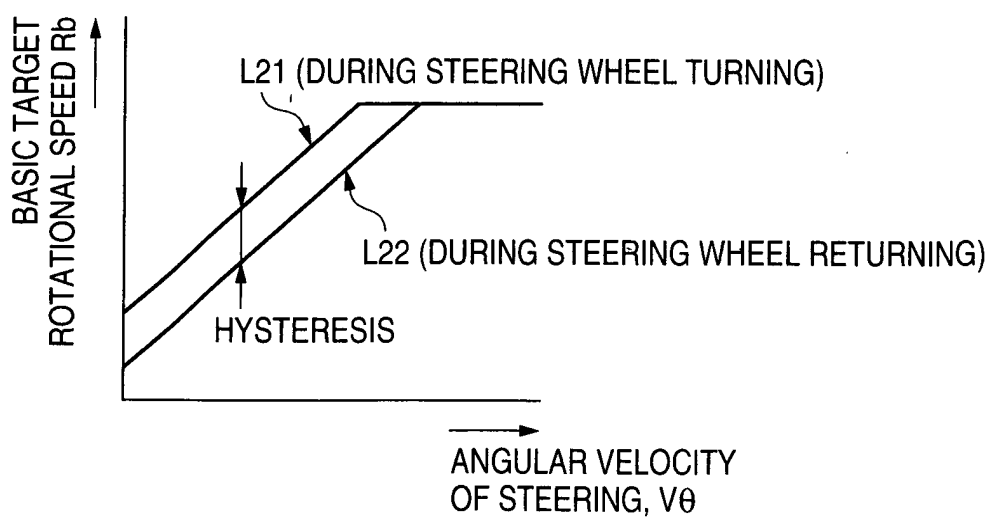 BASIC TARGET
ROTATIONAL SPEED Rb
L21 (DURING STEERING WHEEL TURNING)
L22 (DURING STEERING WHEEL RETURNING)
HYSTERESIS
ANGULAR VELOCITY
OF STEERING, Vθ